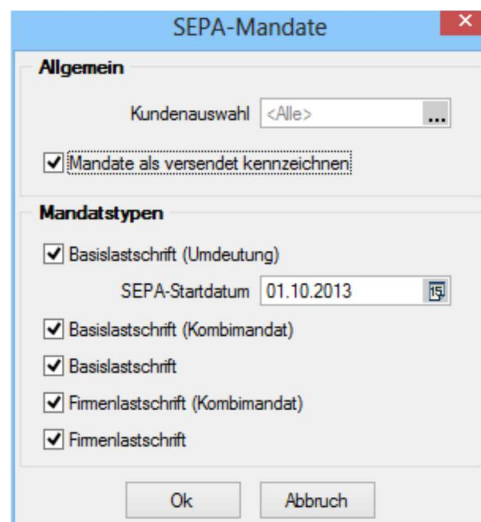 SEPA-Mandate
Allgemein
Kundenauswahl <Alle> ...
Mandate als versendet kennzeichnen
Mandatstypen
Basislastschrift (Umdeutung)
SEPA-Startdatum 01.10.2013 15
Basislastschrift (Kombimandat)
Basislastschrift
Firmenlastschrift (Kombimandat)
Firmenlastschrift
Ok Abbruch